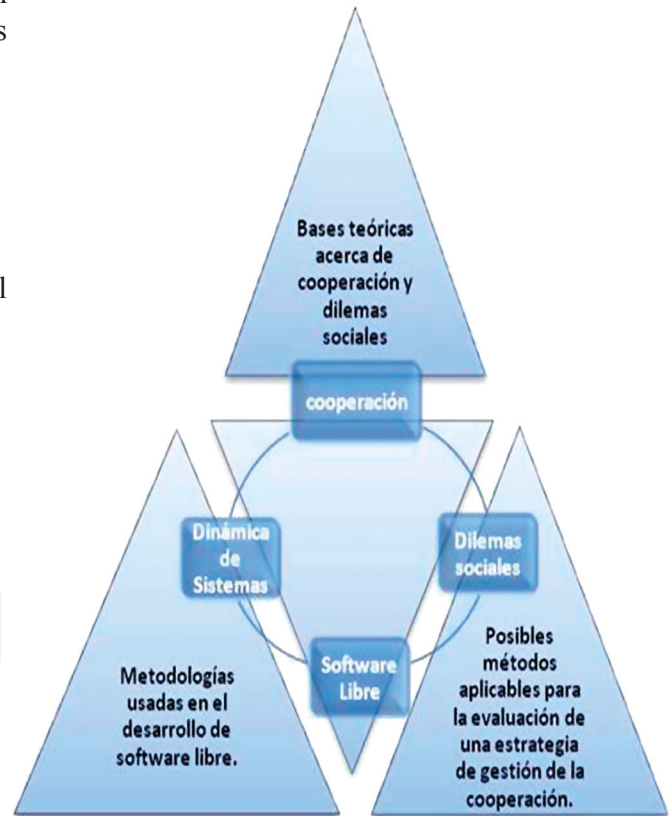 s
l
Bases teóricas
acerca de
cooperación y
dilemas
sociales
cooperación
Dinámica
de
Sistemas
Dilemas
sociales
Software
Libre
Metodologías
usadas en el
desarrollo de
software libre.
Posibles
métodos
aplicables para
la evaluación de
una estrategia
de gestión de la
cooperación.